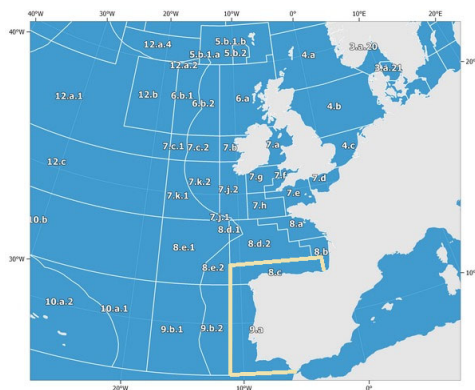 40°W 30°W 20°W 10°W 0° 10°E 20°E
12.a.4 5.b.1.b 4.a 3.a.20
5.b.1.a 5.b.2
12.a.2 3.a.21
12.a.1 12.b 6.b.1 6.a
6.b.2 4.b
7.c.1 7.c.2 7.b 7.a 4.c
12.c
7.k.2 7.g 7.f 7.d
7.k.1 7.j.2 7.e
7.h
10.b 7.j.1
8.d.1 8.a
8.e.1 8.d.2
8.b
30°W 8.e.2 8.c 10°
10.a.2 10.a.1
9.b.1 9.b.2 9.a
20°W 10°W 0°